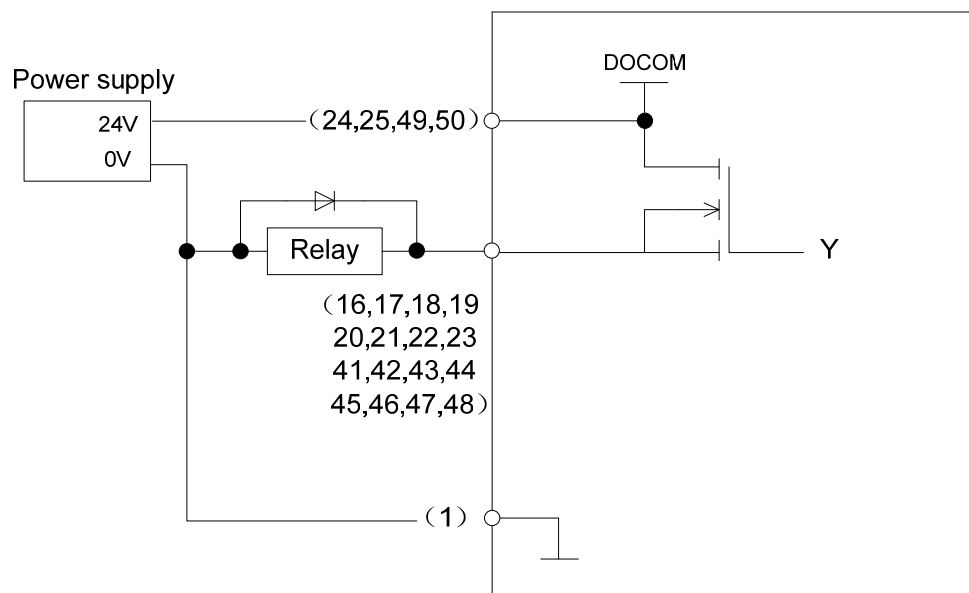 DOCOM
Power supply
24V
（24,25,49,50）
0V
Relay
Y
（16,17,18,19
20,21,22,23
41,42,43,44
45,46,47,48）
（1）